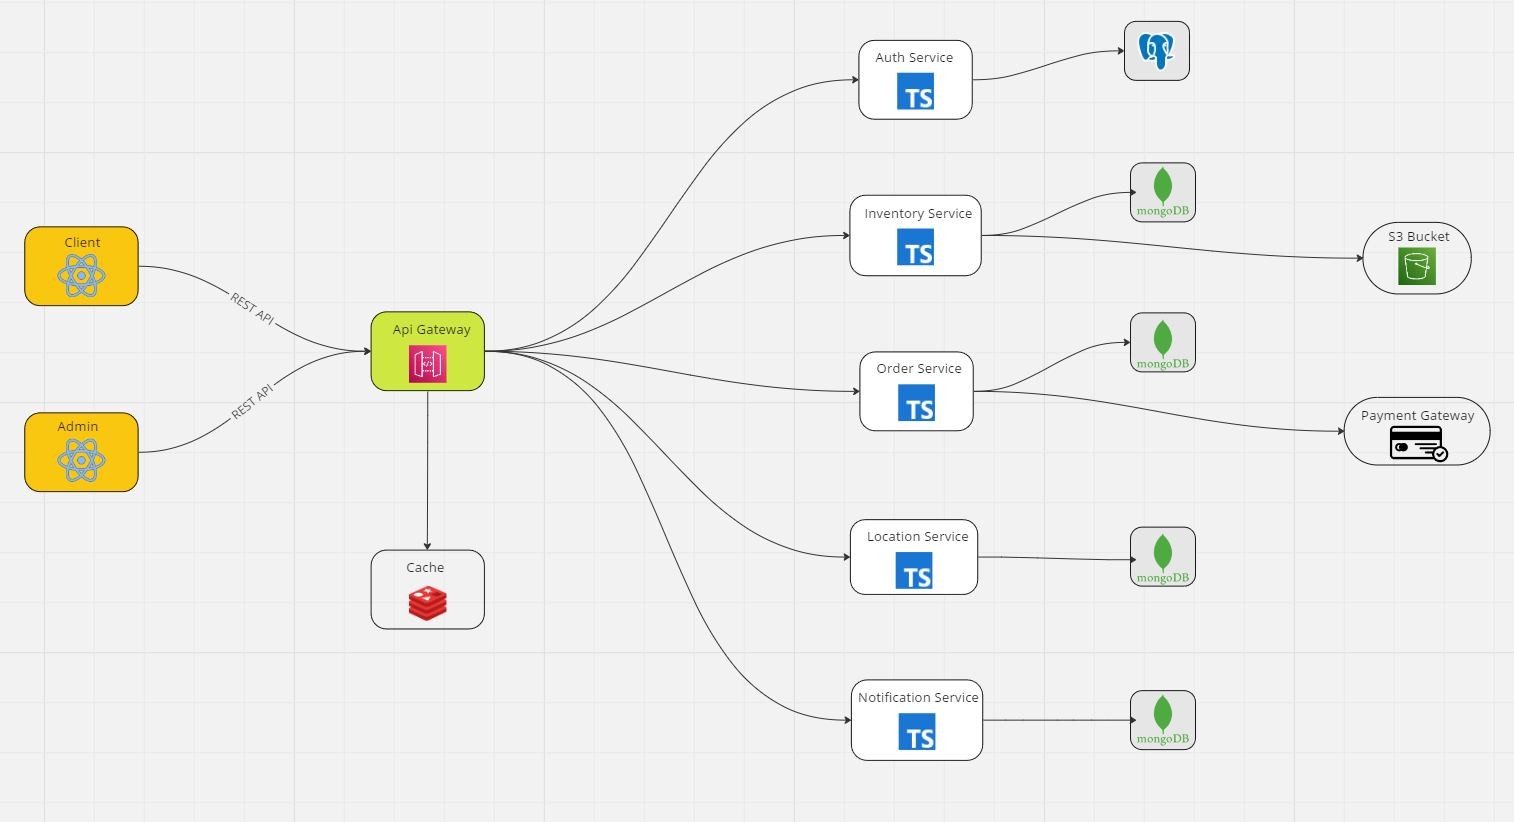 Auth Service
TS
Inventory Service
TS
mongoDB
S3 Bucket
Client
REST API
Api Gateway
Order Service
TS
mongoDB
Payment Gateway
REST API
Admin
Cache
Location Service
TS
mongoDB
Notification Service
TS
mongoDB